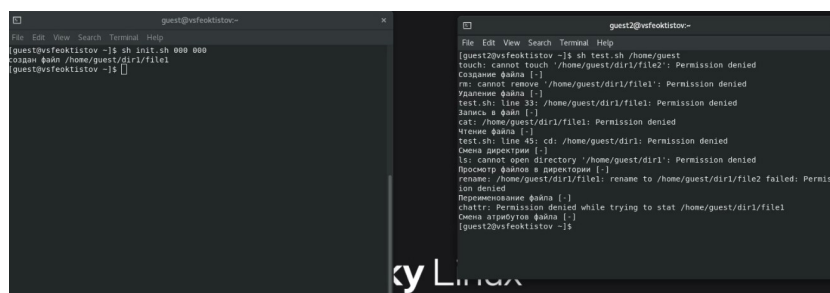 guest@vsfeoktistov:~
File Edit View Search Terminal Help
[guest@vsfeoktistov ~]$ sh init.sh 000 000
создан файл /home/guest/dir1/file1
[guest@vsfeoktistov ~]$
guest2@vsfeoktistov:~
File Edit View Search Terminal Help
[guest2@vsfeoktistov ~]$ sh test.sh /home/guest
touch: cannot touch '/home/guest/dir1/file2': Permission denied
Создание файла [-]
rm: cannot remove '/home/guest/dir1/file1': Permission denied
Удаление файла [-]
test.sh: line 33: /home/guest/dir1/file1: Permission denied
Запись в файл [-]
cat: /home/guest/dir1/file1: Permission denied
Чтение файла [-]
test.sh: line 45: cd: /home/guest/dir1: Permission denied
Смена директрии [-]
ls: cannot open directory '/home/guest/dir1': Permission denied
Просмотр файлов в директории [-]
rename: /home/guest/dir1/file1: rename to /home/guest/dir1/file2 failed: Permis
ion denied
Переименование файла [-]
chattr: Permission denied while trying to stat /home/guest/dir1/file1
Смена атрибутов файла [-]
[guest2@vsfeoktistov ~]$
ky Linux